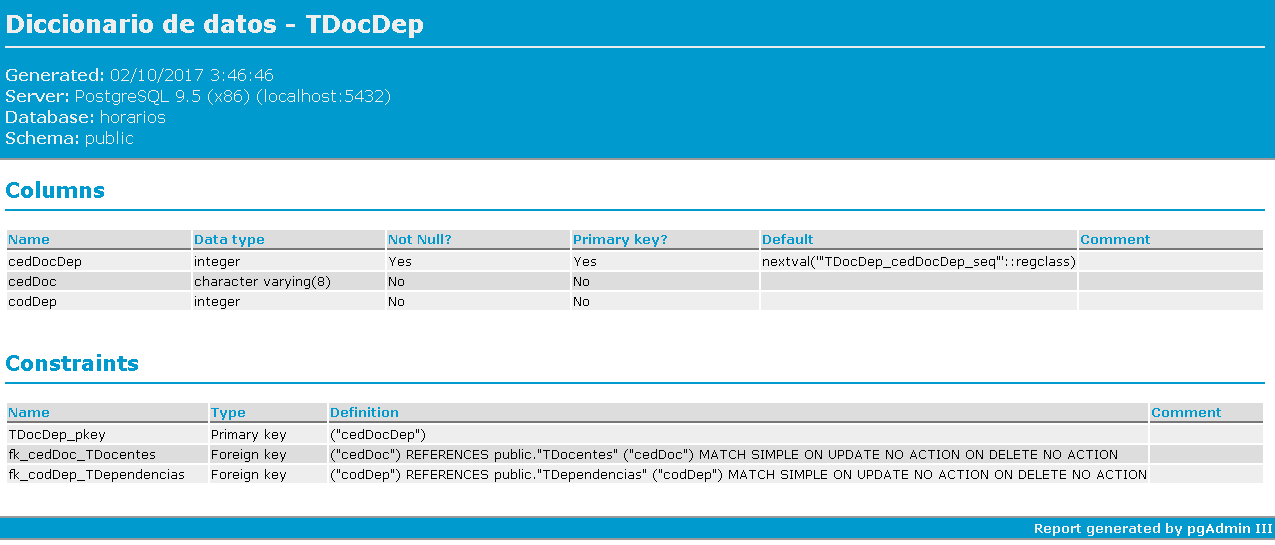 Diccionario de datos - TDocDep
Generated: 02/10/2017 3:46:46
Server: PostgreSQL 9.5 (x86) (localhost:5432)
Database: horarios
Schema: public
Columns
Name Data type Not Null? Primary key? Default Comment
cedDocDep integer Yes Yes nextval('"TDocDep_cedDocDep_seq"'::regclass)
cedDoc character varying(8) No No
codDep integer No No
Constraints
Name Type Definition Comment
TDocDep_pkey Primary key ("cedDocDep")
fk_cedDoc_TDocentes Foreign key ("cedDoc") REFERENCES public."TDocentes" ("cedDoc") MATCH SIMPLE ON UPDATE NO ACTION ON DELETE NO ACTION
fk_codDep_TDependencias Foreign key ("codDep") REFERENCES public."TDependencias" ("codDep") MATCH SIMPLE ON UPDATE NO ACTION ON DELETE NO ACTION
Report generated by pgAdmin III